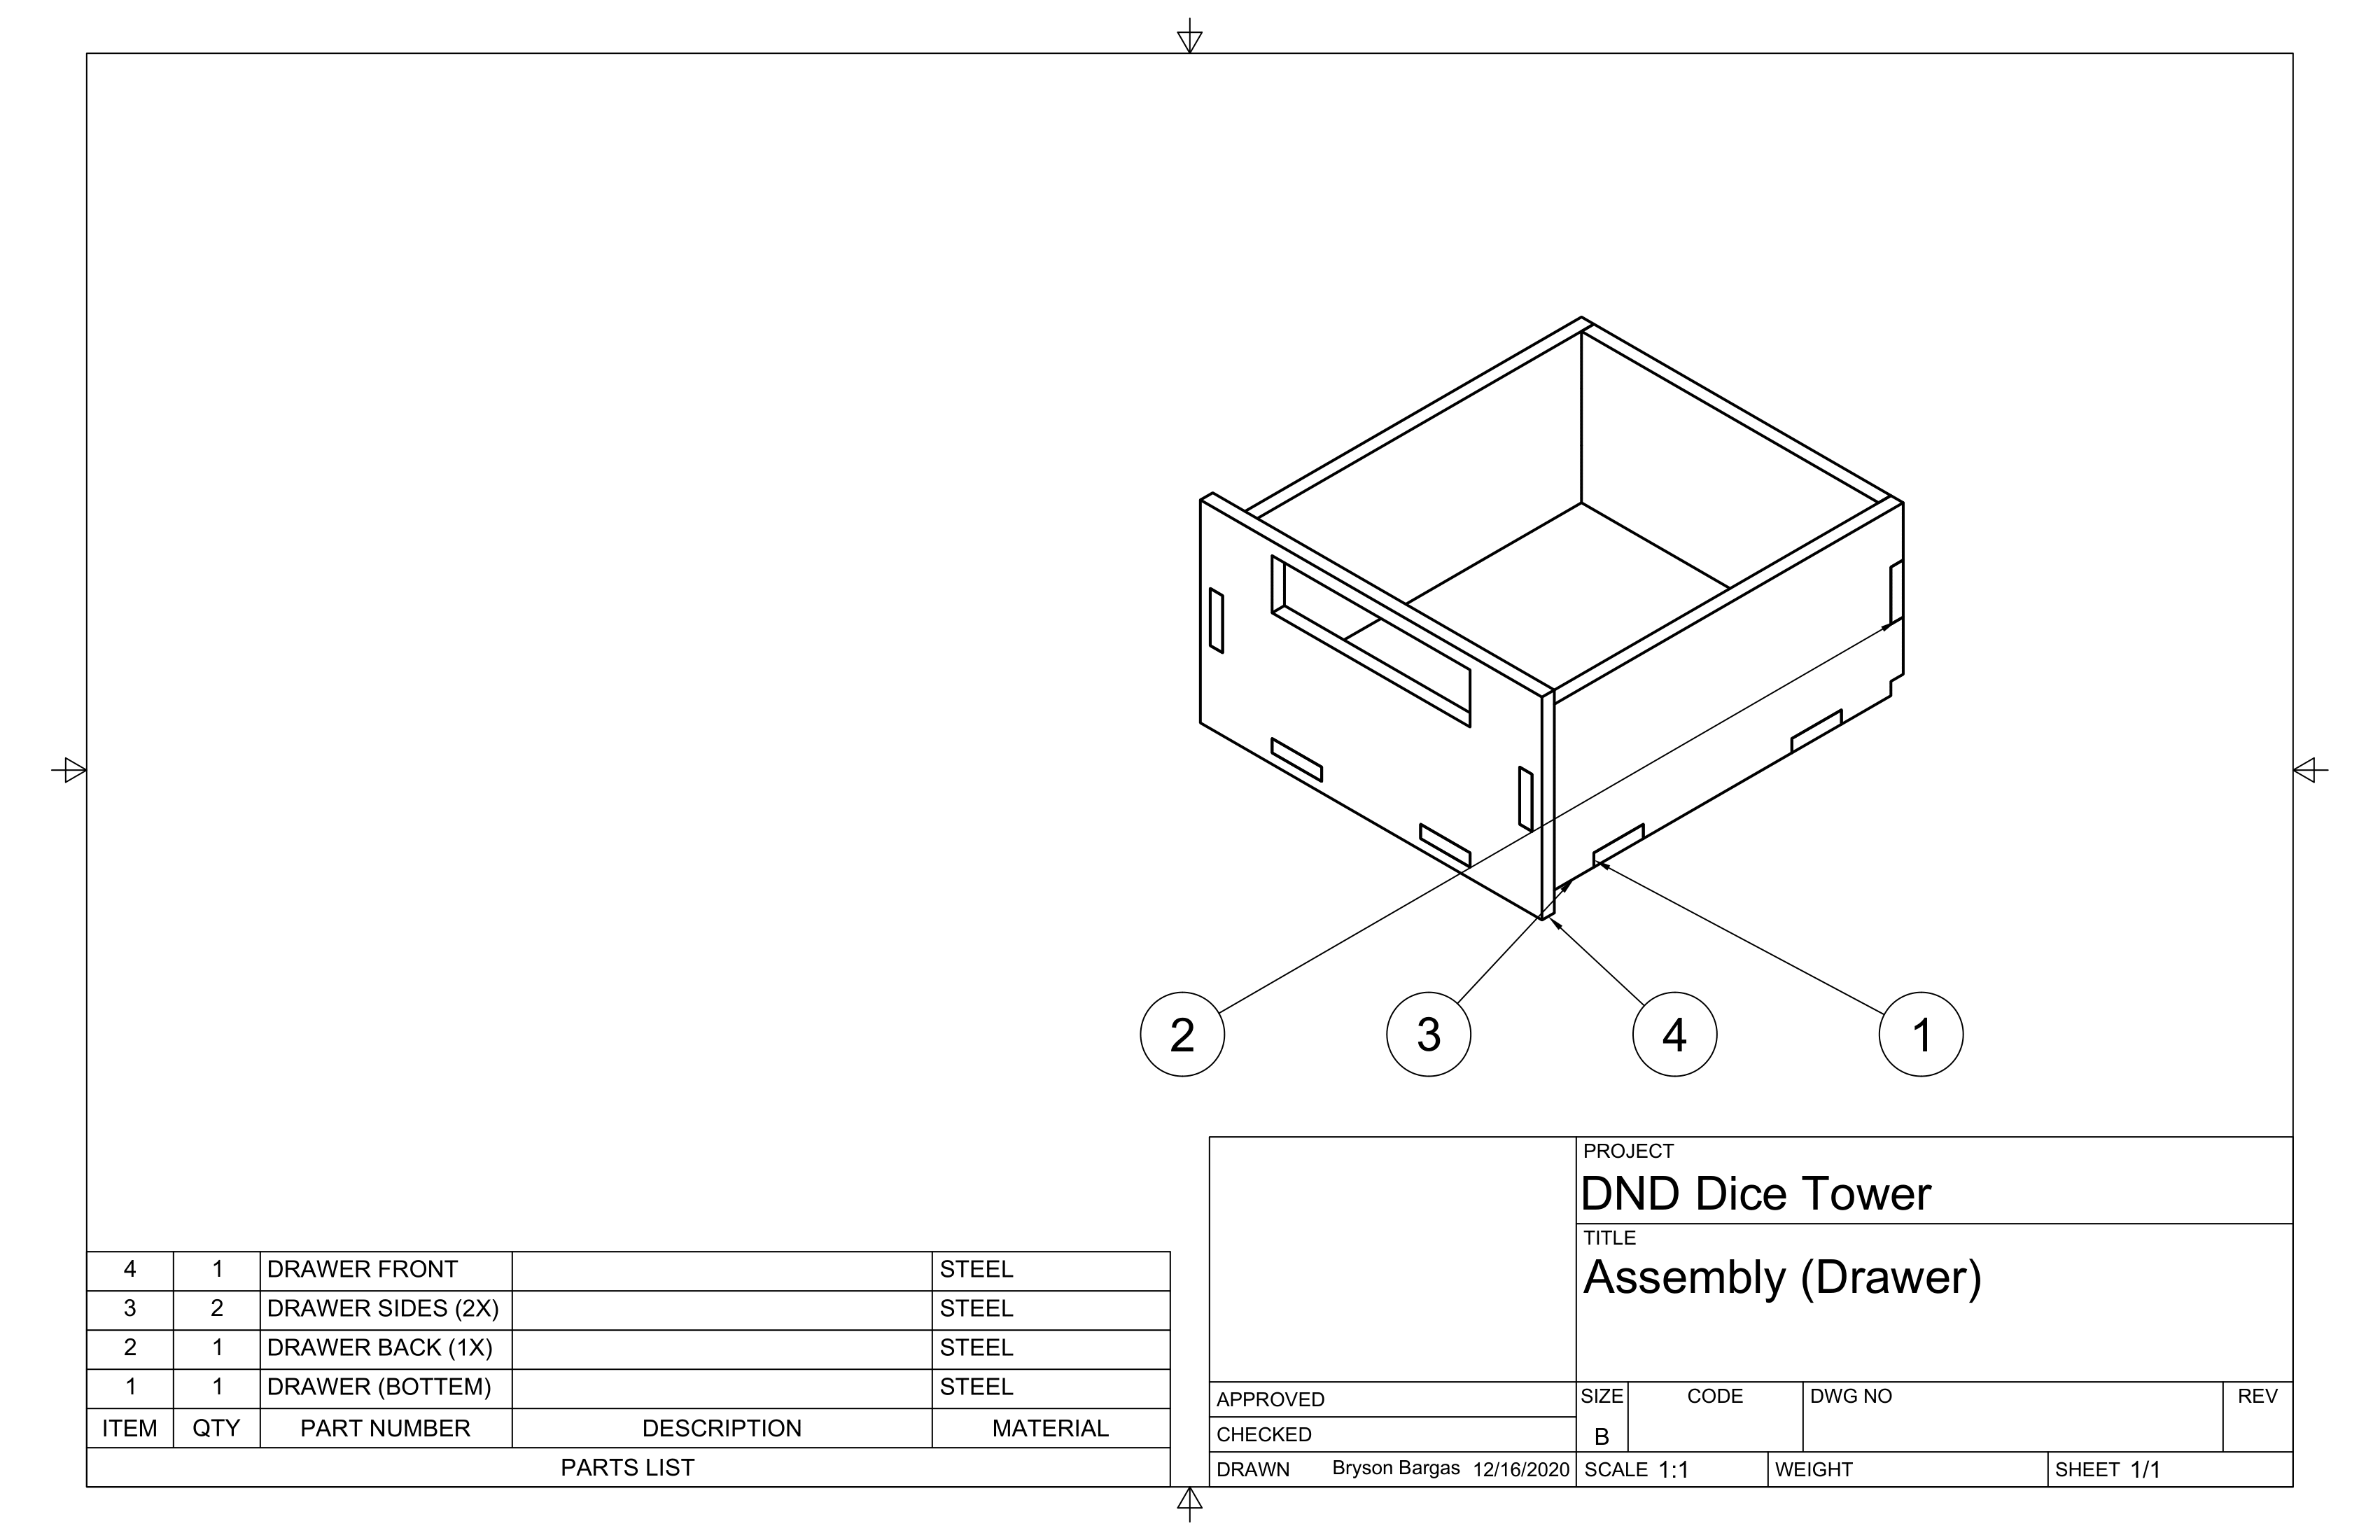 2
3
4
1
PROJECT
DND Dice Tower
TITLE
Assembly (Drawer)
4 1 DRAWER FRONT STEEL
3 2 DRAWER SIDES (2X) STEEL
2 1 DRAWER BACK (1X) STEEL
1 1 DRAWER (BOTTEM) STEEL
ITEM QTY PART NUMBER DESCRIPTION MATERIAL
PARTS LIST
APPROVED
CHECKED
DRAWN Bryson Bargas 12/16/2020
SIZE CODE DWG NO REV
B
SCALE 1:1 WEIGHT SHEET 1/1